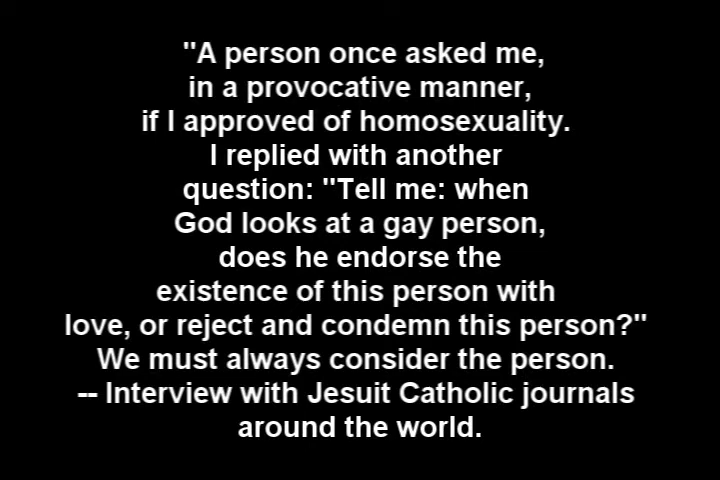 "A person once asked me,
in a provocative manner,
if I approved of homosexuality.
I replied with another
question: "Tell me: when
God looks at a gay person,
does he endorse the
existence of this person with
love, or reject and condemn this person?"
We must always consider the person.
-- Interview with Jesuit Catholic journals
around the world.